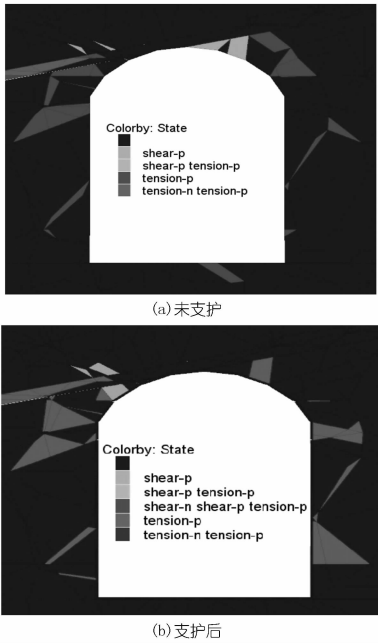 Colorby: State
shear-p
shear-p tension-p
tension-p
tension-n tension-p
(a)未支护
Colorby: State
shear-p
shear-p tension-p
shear-n shear-p tension-p
tension-p
tension-n tension-p
(b)支护后